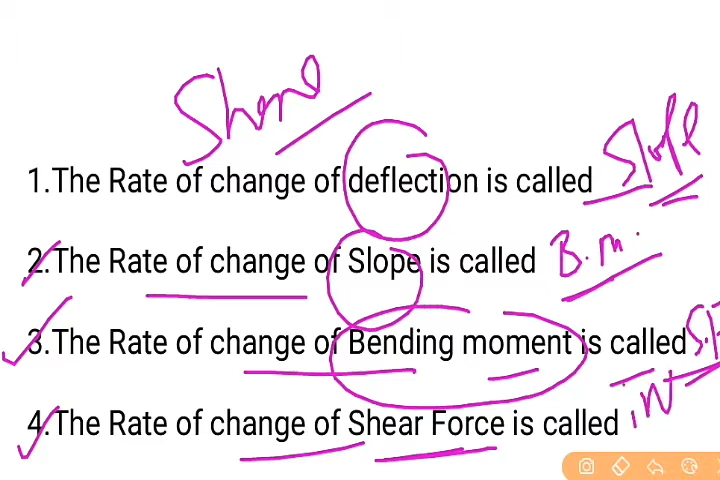 1.The Rate of change of deflection is called Slope
2.The Rate of change of Slope is called B.m.
3.The Rate of change of Bending moment is called S.F
4.The Rate of change of Shear Force is called